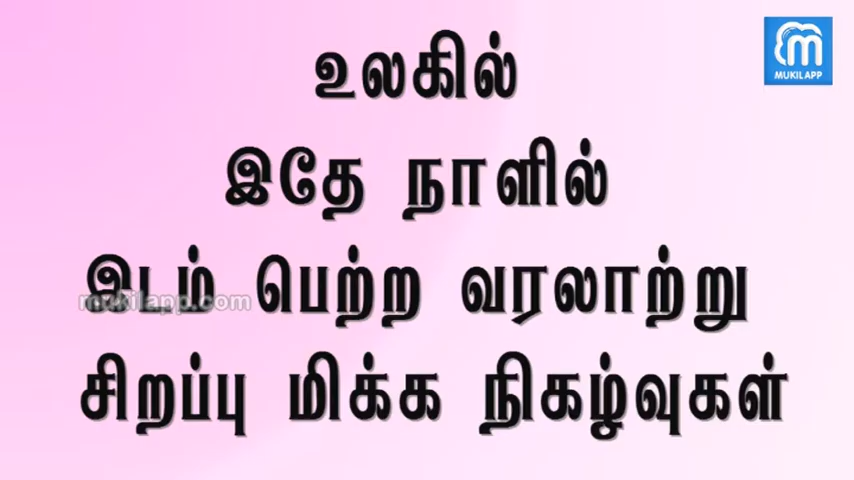 MUKILAPP
உலகில்
இதே நாளில்
இடம் பெற்ற வரலாற்று
mukilapp.com
சிறப்பு மிக்க நிகழ்வுகள்